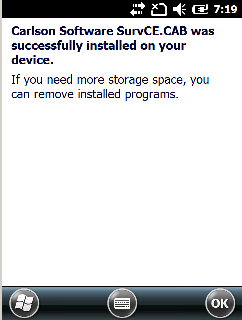 7:19
Carlson Software SurvCE.CAB was
successfully installed on your
device.
If you need more storage space, you
can remove installed programs.
OK